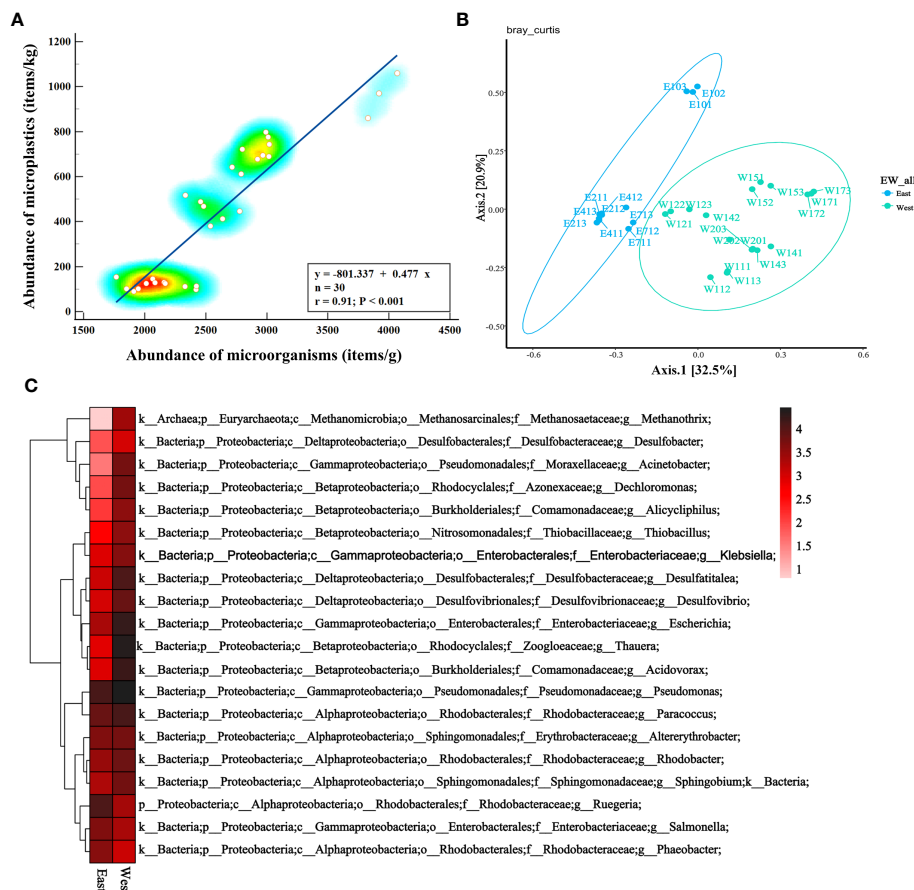 A
Abundance of microplastics (items/kg)
1200
1000
800
600
400
200
0
y = -801.337 + 0.477 x
n = 30
r = 0.91; P < 0.001
1500 2000 2500 3000 3500 4000 4500
Abundance of microorganisms (items/g)
B
bray_curtis
Axis.2 [20.9%]
0.50
0.25
0.00
-0.25
-0.50
E103
E102
E101
W151
W153
W173
W152
W171
W172
E211
E412
W122W123
E413
E212
E713
W142
W121
E213
E411
E712
W203
E711
W202W201
W141
W111
W143
W113
W112
-0.6 -0.3 0.0 0.3 0.6
Axis.1 [32.5%]
EW_all
East
West
C
k__Archaea;p__Euryarchaeota;c__Methanomicrobia;o__Methanosarcinales;f__Methanosaetaceae;g__Methanothrix;
k__Bacteria;p__Proteobacteria;c__Deltaproteobacteria;o__Desulfobacterales;f__Desulfobacteraceae;g__Desulfobacter;
k__Bacteria;p__Proteobacteria;c__Gammaproteobacteria;o__Pseudomonadales;f__Moraxellaceae;g__Acinetobacter;
k__Bacteria;p__Proteobacteria;c__Betaproteobacteria;o__Rhodocyclales;f__Azonexaceae;g__Dechloromonas;
k__Bacteria;p__Proteobacteria;c__Betaproteobacteria;o__Burkholderiales;f__Comamonadaceae;g__Alicycliphilus;
k__Bacteria;p__Proteobacteria;c__Betaproteobacteria;o__Nitrosomonadales;f__Thiobacillaceae;g__Thiobacillus;
k__Bacteria;p__Proteobacteria;c__Gammaproteobacteria;o__Enterobacterales;f__Enterobacteriaceae;g__Klebsiella;
k__Bacteria;p__Proteobacteria;c__Deltaproteobacteria;o__Desulfobacterales;f__Desulfobacteraceae;g__Desulfatitalea;
k__Bacteria;p__Proteobacteria;c__Deltaproteobacteria;o__Desulfovibrionales;f__Desulfovibrionaceae;g__Desulfovibrio;
k__Bacteria;p__Proteobacteria;c__Gammaproteobacteria;o__Enterobacterales;f__Enterobacteriaceae;g__Escherichia;
k__Bacteria;p__Proteobacteria;c__Betaproteobacteria;o__Rhodocyclales;f__Zoogloeaceae;g__Thauera;
k__Bacteria;p__Proteobacteria;c__Betaproteobacteria;o__Burkholderiales;f__Comamonadaceae;g__Acidovorax;
k__Bacteria;p__Proteobacteria;c__Gammaproteobacteria;o__Pseudomonadales;f__Pseudomonadaceae;g__Pseudomonas;
k__Bacteria;p__Proteobacteria;c__Alphaproteobacteria;o__Rhodobacterales;f__Rhodobacteraceae;g__Paracoccus;
k__Bacteria;p__Proteobacteria;c__Alphaproteobacteria;o__Sphingomonadales;f__Erythrobacteraceae;g__Altererythrobacter;
k__Bacteria;p__Proteobacteria;c__Alphaproteobacteria;o__Rhodobacterales;f__Rhodobacteraceae;g__Rhodobacter;
k__Bacteria;p__Proteobacteria;c__Alphaproteobacteria;o__Sphingomonadales;f__Sphingomonadaceae;g__Sphingobium;k__Bacteria;
p__Proteobacteria;c__Alphaproteobacteria;o__Rhodobacterales;f__Rhodobacteraceae;g__Ruegeria;
k__Bacteria;p__Proteobacteria;c__Gammaproteobacteria;o__Enterobacterales;f__Enterobacteriaceae;g__Salmonella;
k__Bacteria;p__Proteobacteria;c__Alphaproteobacteria;o__Rhodobacterales;f__Rhodobacteraceae;g__Phaeobacter;
East
West
4
3.5
3
2.5
2
1.5
1